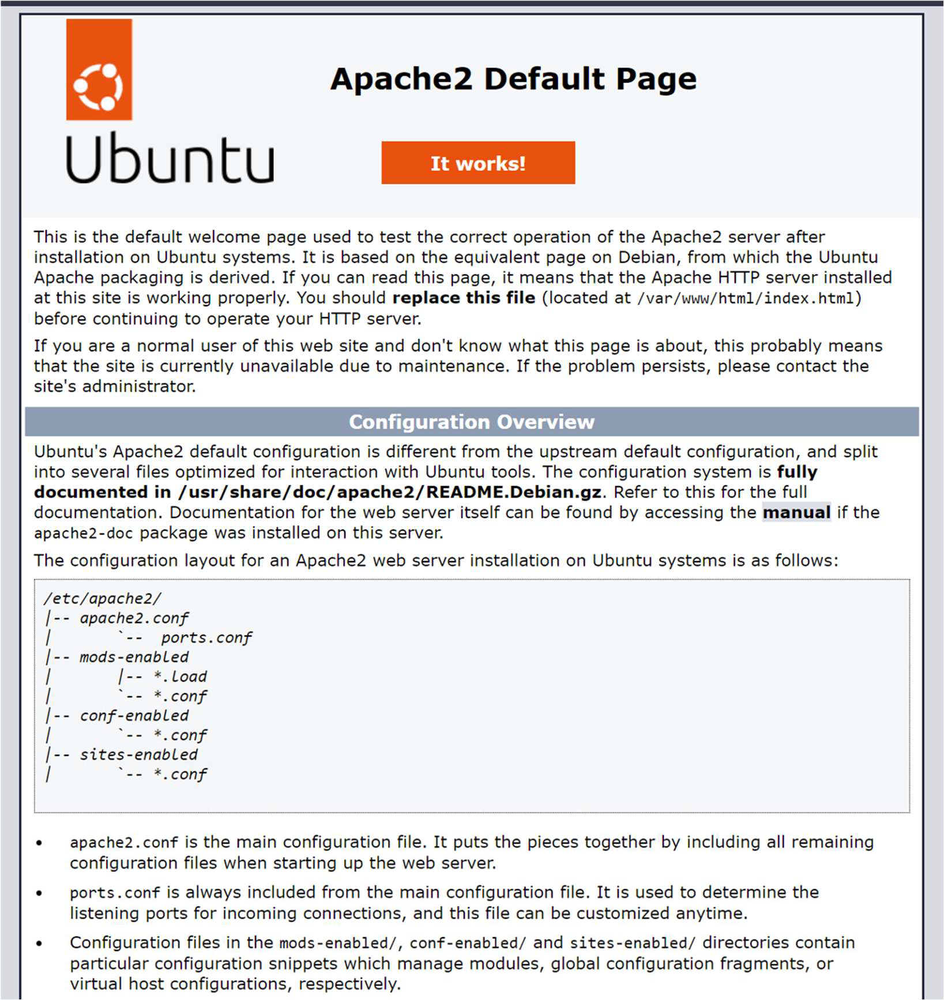 Apache2 Default Page
Ubuntu
It works!
This is the default welcome page used to test the correct operation of the Apache2 server after
installation on Ubuntu systems. It is based on the equivalent page on Debian, from which the Ubuntu
Apache packaging is derived. If you can read this page, it means that the Apache HTTP server installed
at this site is working properly. You should replace this file (located at /var/www/html/index.html)
before continuing to operate your HTTP server.
If you are a normal user of this web site and don't know what this page is about, this probably means
that the site is currently unavailable due to maintenance. If the problem persists, please contact the
site's administrator.
Configuration Overview
Ubuntu's Apache2 default configuration is different from the upstream default configuration, and split
into several files optimized for interaction with Ubuntu tools. The configuration system is fully
documented in /usr/share/doc/apache2/README.Debian.gz. Refer to this for the full
documentation. Documentation for the web server itself can be found by accessing the manual if the
apache2-doc package was installed on this server.
The configuration layout for an Apache2 web server installation on Ubuntu systems is as follows:
/etc/apache2/
|-- apache2.conf
|       `--  ports.conf
|-- mods-enabled
|       |-- *.load
|       `-- *.conf
|-- conf-enabled
|       `-- *.conf
|-- sites-enabled
|       `-- *.conf
• apache2.conf is the main configuration file. It puts the pieces together by including all remaining
configuration files when starting up the web server.
• ports.conf is always included from the main configuration file. It is used to determine the
listening ports for incoming connections, and this file can be customized anytime.
• Configuration files in the mods-enabled/, conf-enabled/ and sites-enabled/ directories contain
particular configuration snippets which manage modules, global configuration fragments, or
virtual host configurations, respectively.